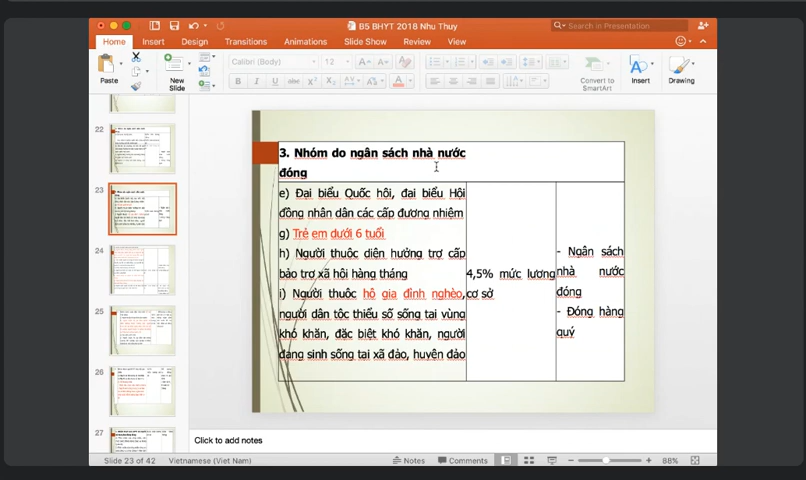 B5 BHYT 2018 Nhu Thuy
Search in Presentation
Home Insert Design Transitions Animations Slide Show Review View
Calibri (Body) 12
Paste New Slide Convert to SmartArt Insert Drawing
B I U abc X² X₂
22
23
24
25
26
27
3. Nhóm do ngân sách nhà nước
đóng
e) Đại biểu Quốc hội, đại biểu Hội
đồng nhân dân các cấp đương nhiệm
g) Trẻ em dưới 6 tuổi
h) Người thuộc diện hưởng trợ cấp
bảo trợ xã hội hàng tháng
i) Người thuộc hộ gia đình nghèo,
người dân tộc thiểu số sống tại vùng
khó khăn, đặc biệt khó khăn, người
đang sinh sống tại xã đảo, huyện đảo
4,5% mức lương
cơ sở
- Ngân sách
nhà nước
đóng
- Đóng hàng
quý
Click to add notes
Slide 23 of 42 Vietnamese (Viet Nam) Notes Comments 88%